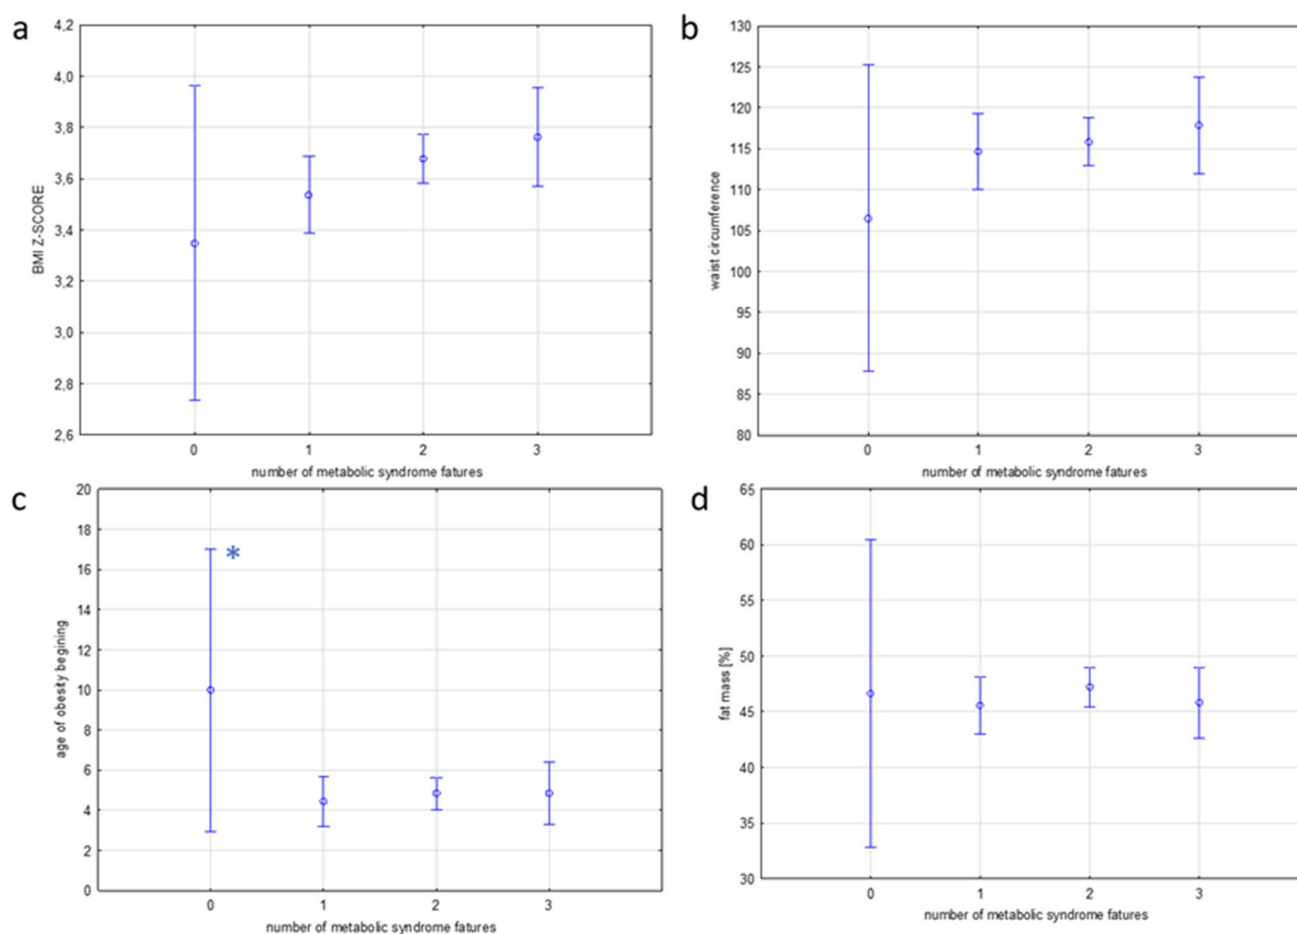 a
4,2
4,0
3,8
3,6
3,4
3,2
3,0
2,8
2,6
BMI Z-SCORE
0 1 2 3
number of metabolic syndrome fatures
b
130
125
120
115
110
105
100
95
90
85
80
waist circumference
0 1 2 3
number of metabolic syndrome fatures
c
20
18
16
14
12
10
8
6
4
2
0
age of obesity begining
*
0 1 2 3
number of metabolic syndrome fatures
d
65
60
55
50
45
40
35
30
fat mass [%]
0 1 2 3
number of metabolic syndrome fatures